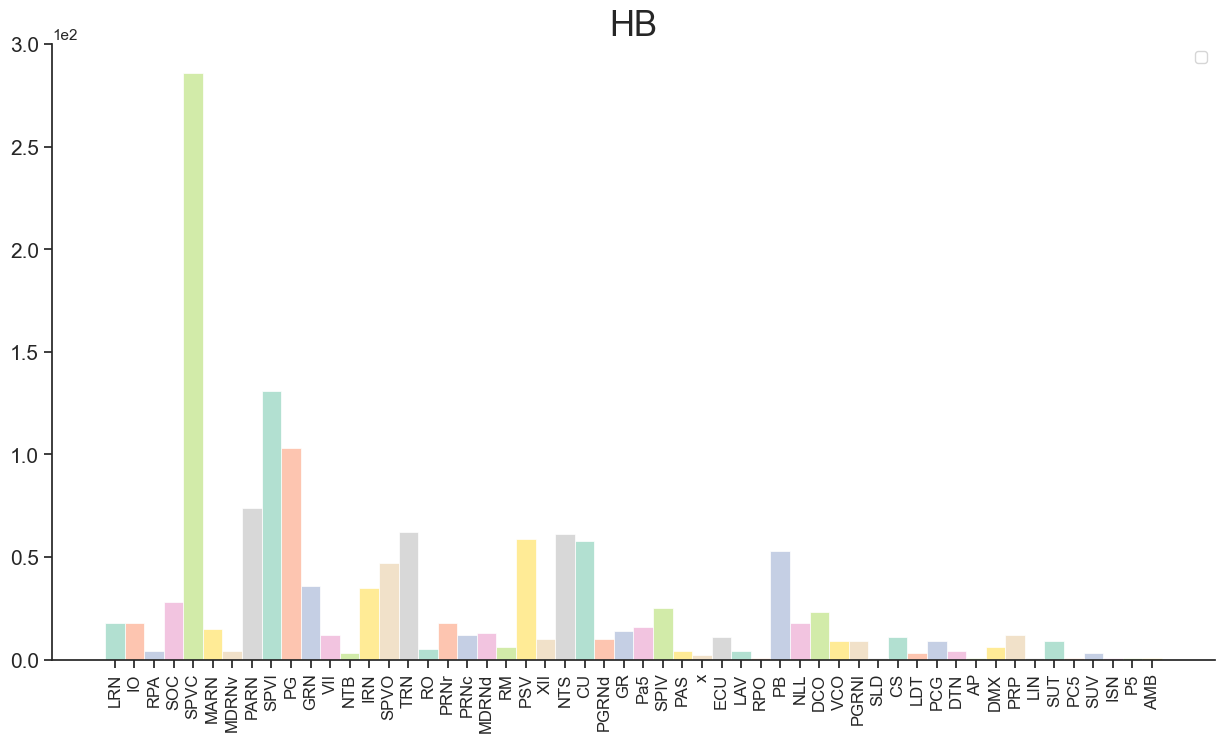 HB
1e2
3.0
2.5
2.0
1.5
1.0
0.5
0.0
LRN
IO
RPA
SOC
SPVC
MARN
MDRNv
PARN
SPVI
PG
GRN
VII
NTB
IRN
SPVO
TRN
RO
PRNr
PRNc
MDRNd
RM
PSV
XII
NTS
CU
PGRNd
GR
Pa5
SPIV
PAS
x
ECU
LAV
RPO
PB
NLL
DCO
VCO
PGRNl
SLD
CS
LDT
PCG
DTN
AP
DMX
PRP
LIN
SUT
PC5
SUV
ISN
P5
AMB